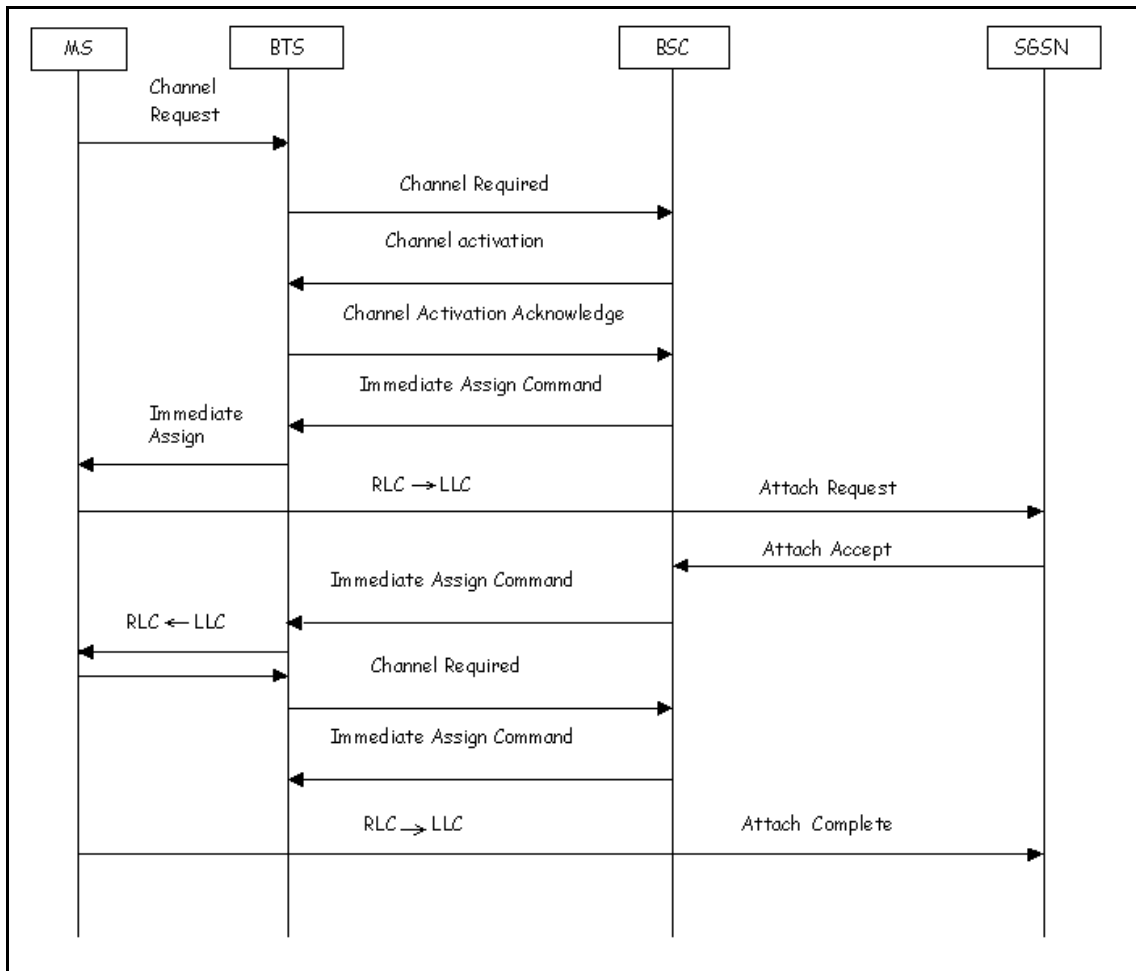 MS
BTS
BSC
SGSN
Channel
Request
Channel Required
Channel activation
Channel Activation Acknowledge
Immediate Assign Command
Immediate
Assign
RLC → LLC
Attach Request
Attach Accept
Immediate Assign Command
RLC ← LLC
Channel Required
Immediate Assign Command
RLC → LLC
Attach Complete